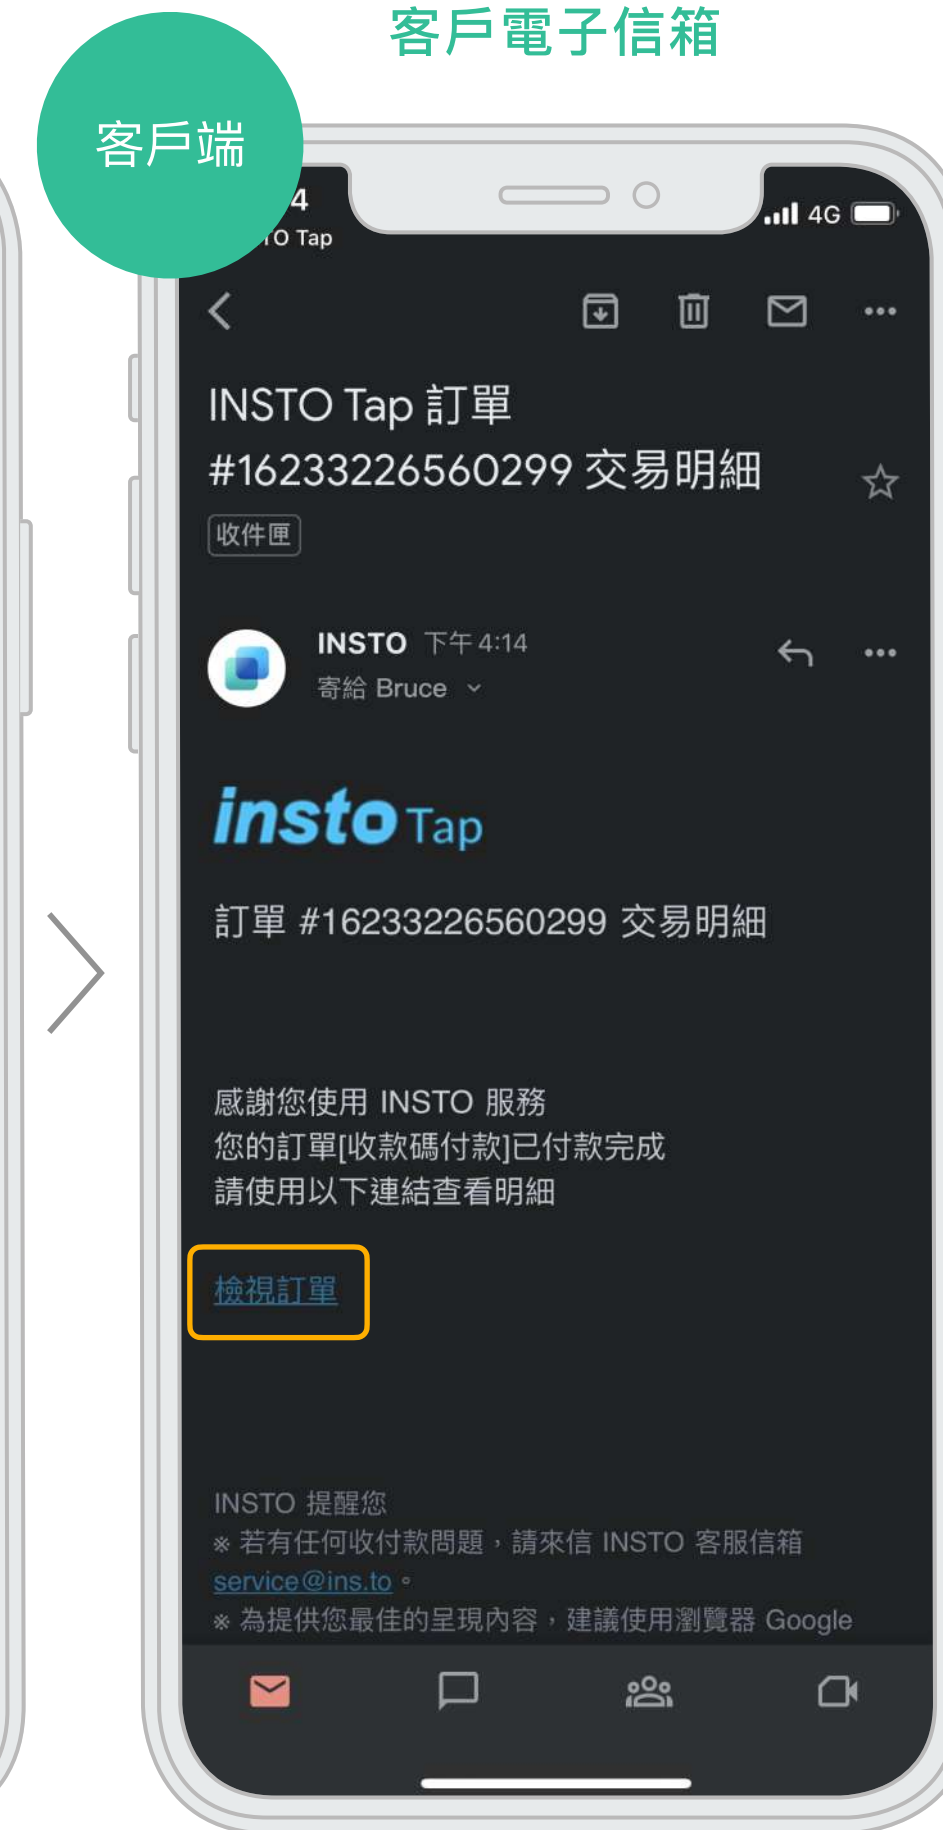 客戶電子信箱
客戶端
4
TO Tap
4G
INSTO Tap 訂單
#16233226560299 交易明細
收件匣
INSTO 下午 4:14
寄給 Bruce
insto Tap
訂單 #16233226560299 交易明細
感謝您使用 INSTO 服務
您的訂單[收款碼付款]已付款完成
請使用以下連結查看明細
檢視訂單
INSTO 提醒您
※ 若有任何收付款問題，請來信 INSTO 客服信箱
service@ins.to。
※ 為提供您最佳的呈現內容，建議使用瀏覽器 Google